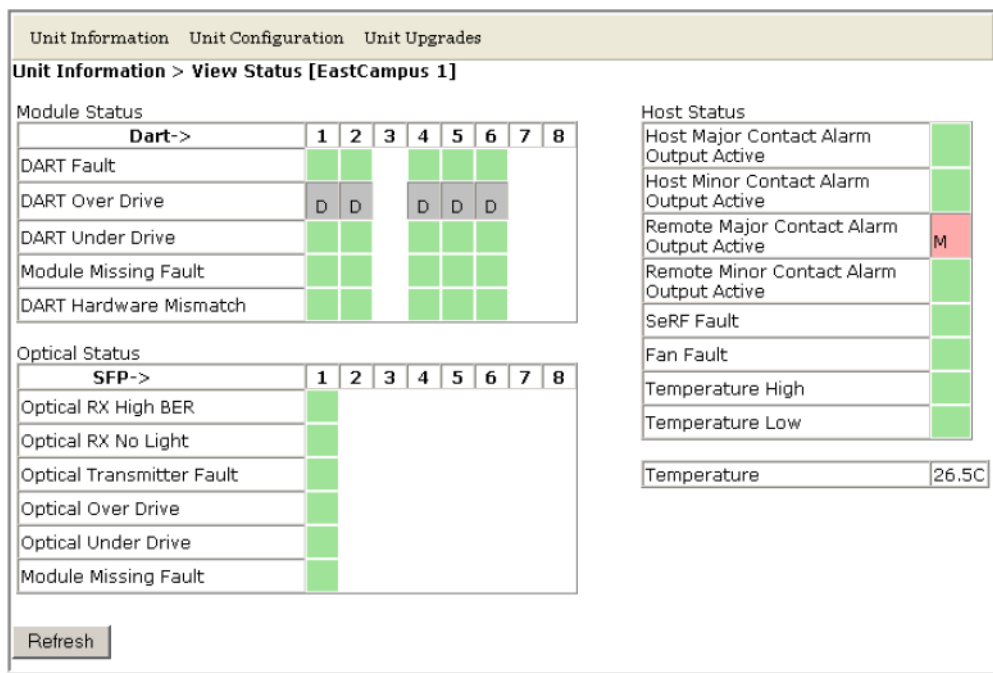 Unit Information Unit Configuration Unit Upgrades
Unit Information > View Status [EastCampus 1]
Module Status
Dart-> 1 2 3 4 5 6 7 8
DART Fault
DART Over Drive D D D D D
DART Under Drive
Module Missing Fault
DART Hardware Mismatch
Optical Status
SFP-> 1 2 3 4 5 6 7 8
Optical RX High BER
Optical RX No Light
Optical Transmitter Fault
Optical Over Drive
Optical Under Drive
Module Missing Fault
Refresh
Host Status
Host Major Contact Alarm
Output Active
Host Minor Contact Alarm
Output Active
Remote Major Contact Alarm
Output Active M
Remote Minor Contact Alarm
Output Active
SeRF Fault
Fan Fault
Temperature High
Temperature Low
Temperature 26.5C